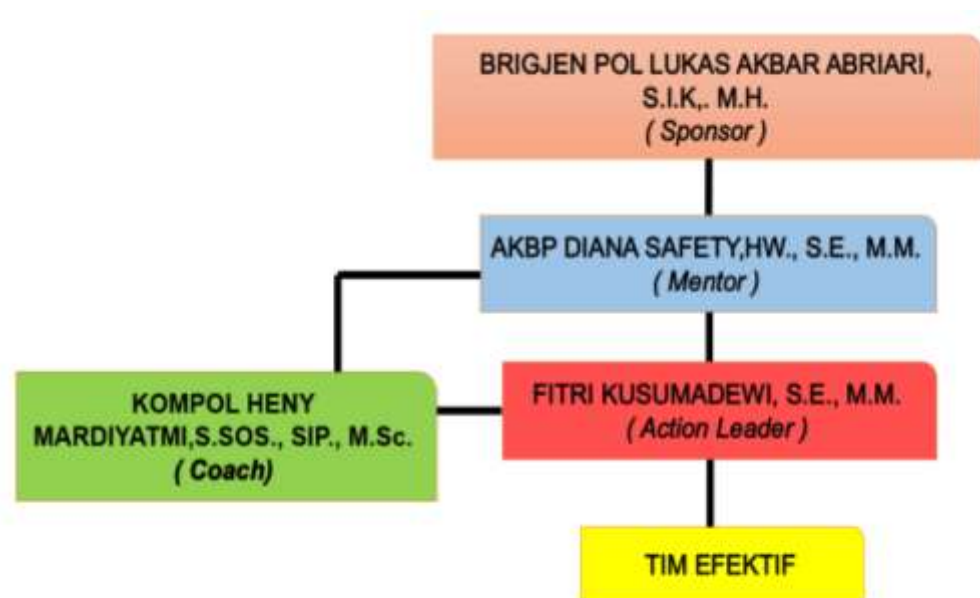 BRIGJEN POL LUKAS AKBAR ABRIARI,
S.I.K,. M.H.
( Sponsor )
AKBP DIANA SAFETY,HW., S.E., M.M.
( Mentor )
KOMPOL HENY
MARDIYATMI,S.SOS., SIP., M.Sc.
( Coach)
FITRI KUSUMADEWI, S.E., M.M.
( Action Leader )
TIM EFEKTIF